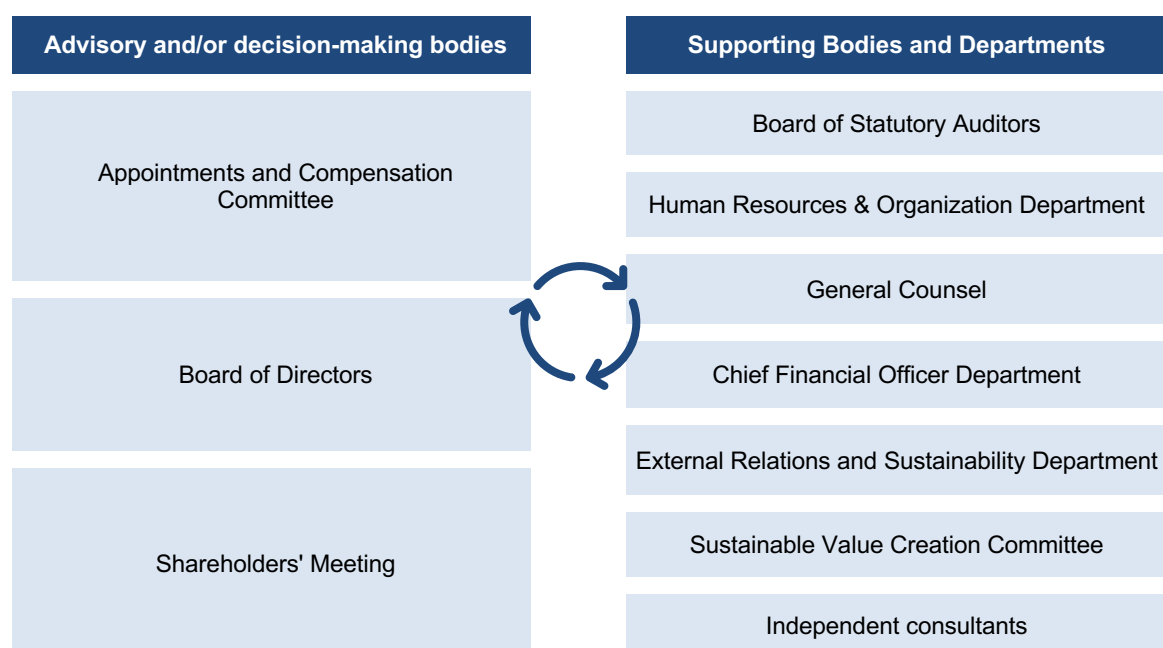 Advisory and/or decision-making bodies
Appointments and Compensation
Committee
Board of Directors
Shareholders' Meeting
Supporting Bodies and Departments
Board of Statutory Auditors
Human Resources & Organization Department
General Counsel
Chief Financial Officer Department
External Relations and Sustainability Department
Sustainable Value Creation Committee
Independent consultants